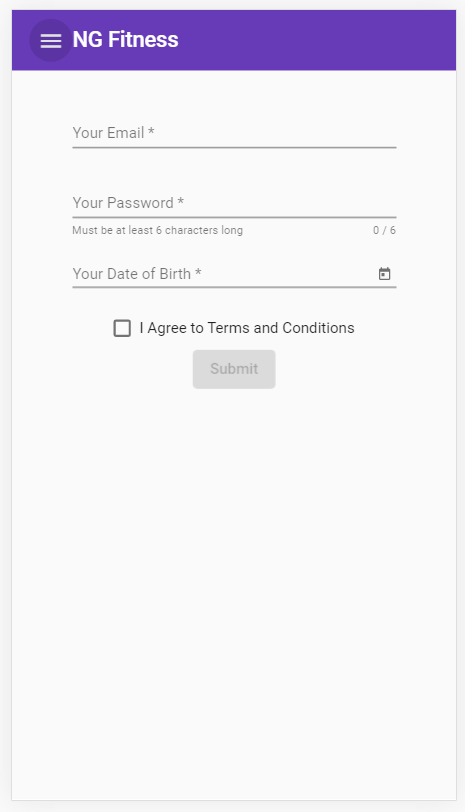 NG Fitness
Your Email *
Your Password *
Must be at least 6 characters long 0 / 6
Your Date of Birth *
I Agree to Terms and Conditions
Submit